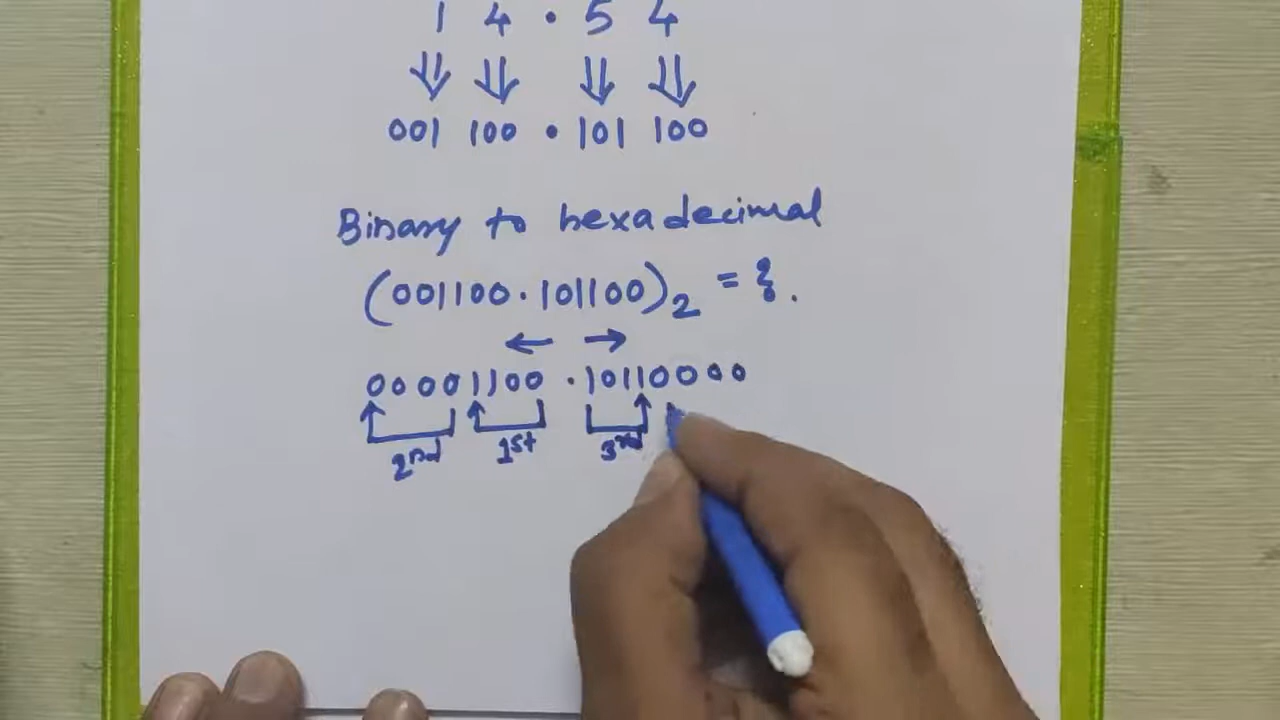 1 4 . 5 4
001 100 . 101 100
Binary to hexadecimal
(001100.101100)2 = {.
00001100 .10110000
2nd 1st 3rd